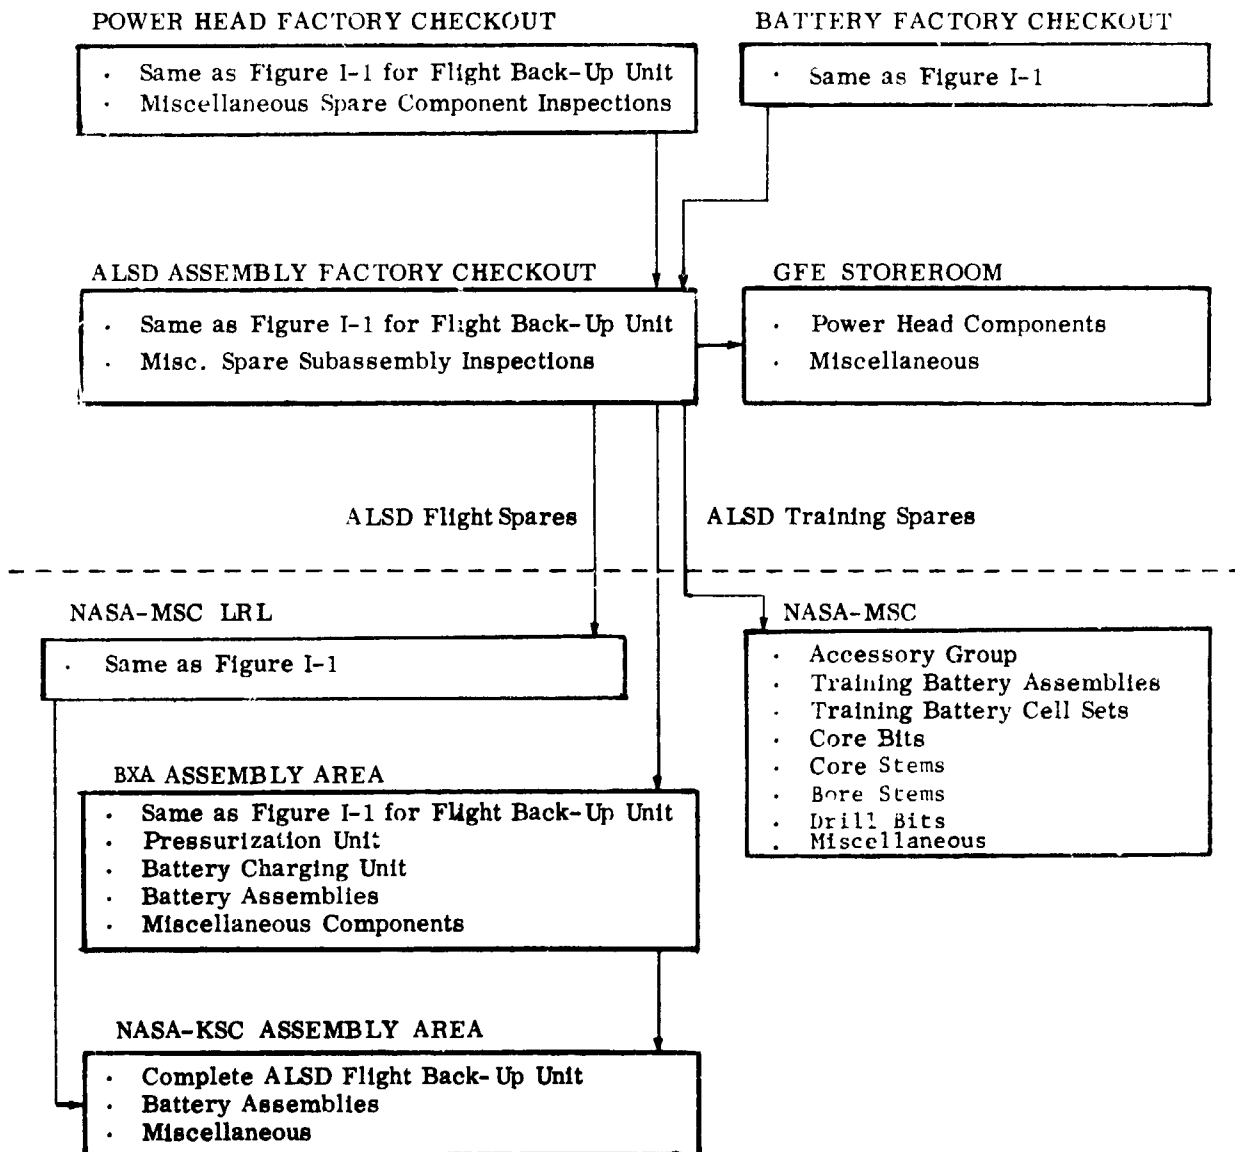 POWER HEAD FACTORY CHECKOUT
· Same as Figure I-1 for Flight Back-Up Unit
· Miscellaneous Spare Component Inspections
BATTERY FACTORY CHECKOUT
· Same as Figure I-1
ALSD ASSEMBLY FACTORY CHECKOUT
· Same as Figure I-1 for Flight Back-Up Unit
· Misc. Spare Subassembly Inspections
GFE STOREROOM
· Power Head Components
· Miscellaneous
ALSD Flight Spares
ALSD Training Spares
NASA-MSC LRL
· Same as Figure I-1
NASA-MSC
· Accessory Group
· Training Battery Assemblies
· Training Battery Cell Sets
· Core Bits
· Core Stems
· Bore Stems
· Drill Bits
· Miscellaneous
BXA ASSEMBLY AREA
· Same as Figure I-1 for Flight Back-Up Unit
· Pressurization Unit
· Battery Charging Unit
· Battery Assemblies
· Miscellaneous Components
NASA-KSC ASSEMBLY AREA
· Complete ALSD Flight Back-Up Unit
· Battery Assemblies
· Miscellaneous